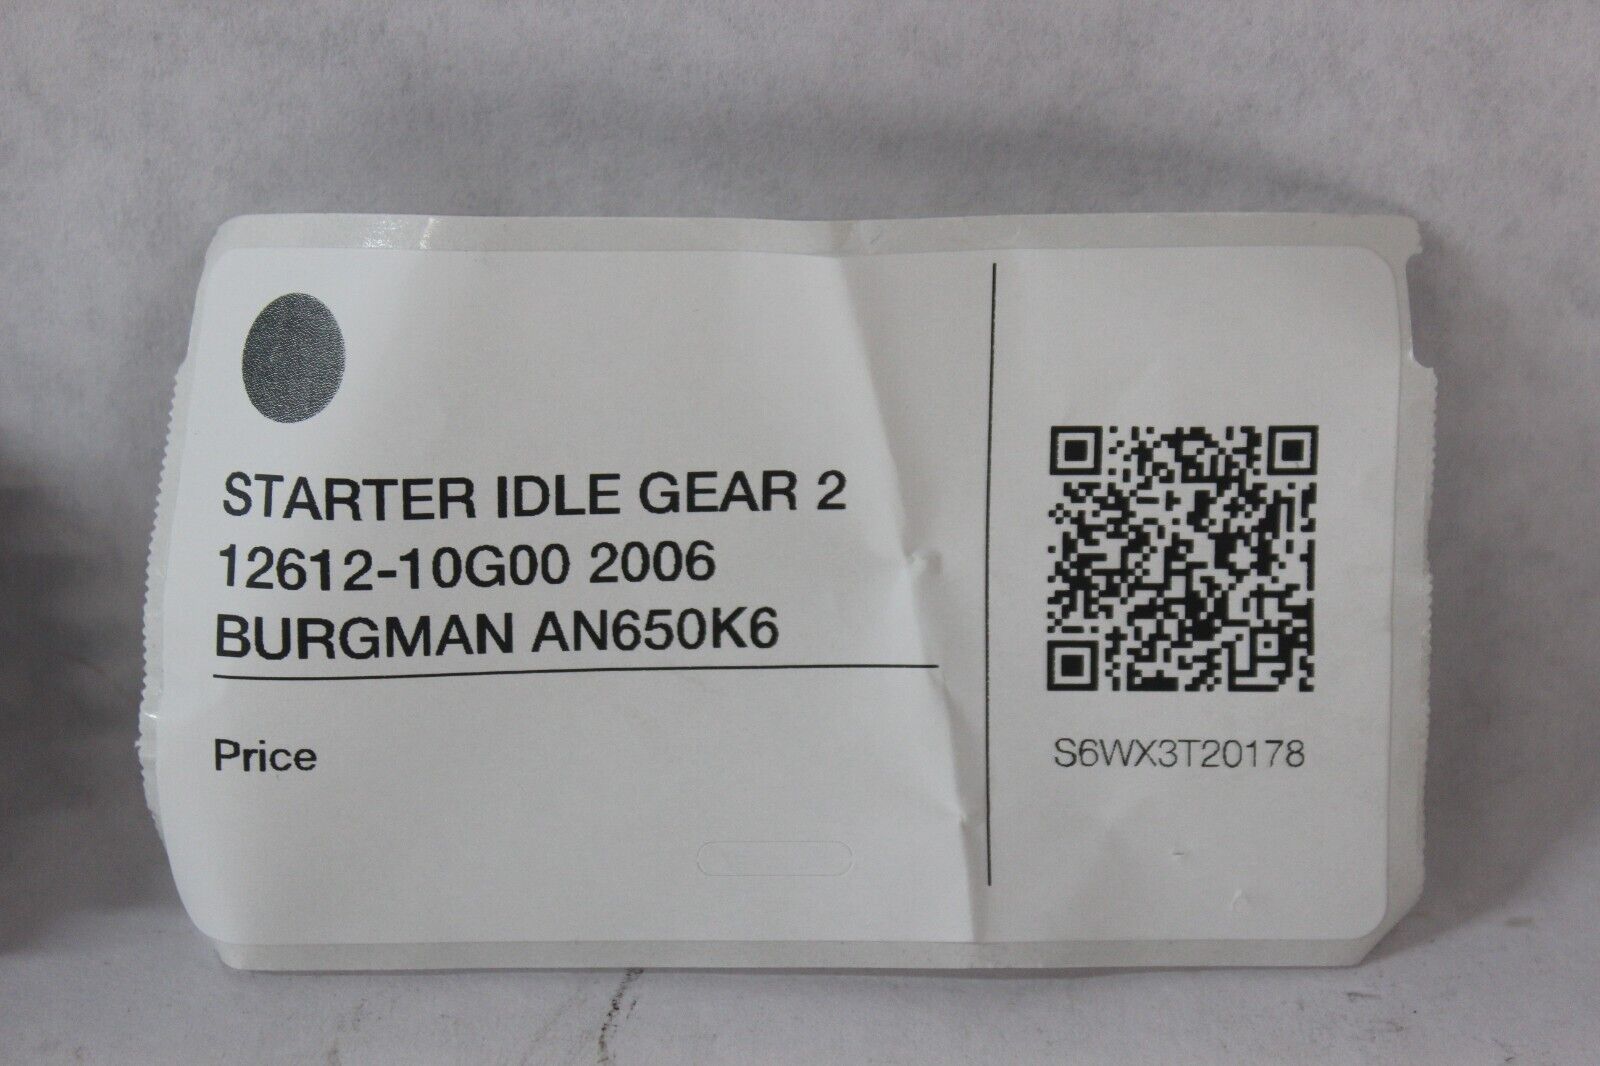 STARTER IDLE GEAR 2
12612-10G00 2006
BURGMAN AN650K6
Price
S6WX3T20178